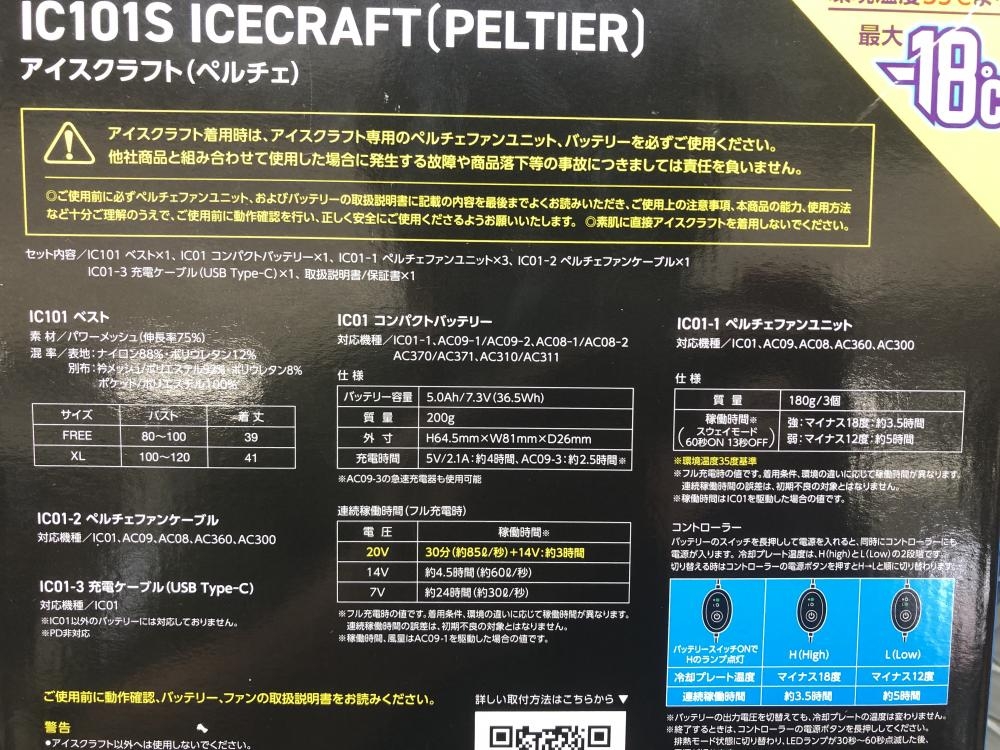 IC101S ICECRAFT(PELTIER)
アイスクラフト(ペルチェ)
最大
-18℃
アイスクラフト着用時は、アイスクラフト専用のペルチェファンユニット、バッテリーを必ずご使用ください。
他社商品と組み合わせて使用した場合に発生する故障や商品落下等の事故につきましては責任を負いません。
◎ご使用前に必ずペルチェファンユニット、およびバッテリーの取扱説明書に記載の内容を最後までよくお読みいただき、ご使用上の注意事項、本商品の能力、使用方法
など十分ご理解のうえで、ご使用前に動作確認を行い、正しく安全にご使用くださるようお願いいたします。 ◎素肌に直接アイスクラフトを着用しないでください。
セット内容/IC101 ベスト×1、IC01 コンパクトバッテリー×1、IC01-1 ペルチェファンユニット×3、IC01-2 ペルチェファンケーブル×1
IC01-3 充電ケーブル(USB Type-C)×1、取扱説明書/保証書×1
IC101 ベスト
素 材/パワーメッシュ(伸長率75%)
混 率/表地:ナイロン88%・ポリウレタン12%
別布:衿メッシュ/ポリエステル92%・ポリウレタン8%
ポケット/ポリエステル100%
サイズ バスト 着丈
FREE 80〜100 39
XL 100〜120 41
IC01-2 ペルチェファンケーブル
対応機種/IC01、AC09、AC08、AC360、AC300
IC01-3 充電ケーブル(USB Type-C)
対応機種/IC01
※IC01以外のバッテリーには対応しておりません。
※PD非対応
IC01 コンパクトバッテリー
対応機種/IC01-1、AC09-1/AC09-2、AC08-1/AC08-2
AC370/AC371、AC310/AC311
仕 様
バッテリー容量 5.0Ah/7.3V(36.5Wh)
質 量 200g
外 寸 H64.5mm×W81mm×D26mm
充電時間 5V/2.1A:約4時間、AC09-3:約2.5時間※
※AC09-3の急速充電器も使用可能
連続稼働時間(フル充電時)
電 圧 稼働時間※
20V 30分(約85ℓ/秒)+14V:約3時間
14V 約4.5時間(約60ℓ/秒)
7V 約24時間(約30ℓ/秒)
※フル充電時の値です。着用条件、環境の違いに応じて稼働時間が異なります。
連続稼働時間の誤差は、初期不良の対象とはなりません。
※稼働時間、風量はAC09-1を駆動した場合の値です。
IC01-1 ペルチェファンユニット
対応機種/IC01、AC09、AC08、AC360、AC300
仕 様
質 量 180g/3個
稼働時間※
(スウェイモード
60秒ON 13秒OFF)
強:マイナス18度:約3.5時間
弱:マイナス12度:約5時間
※環境温度35度基準
※フル充電時の値です。着用条件、環境の違いに応じて稼働時間が異なります。
連続稼働時間の誤差は、初期不良の対象とはなりません。
※稼働時間はIC01を駆動した場合の値です。
コントローラー
バッテリーのスイッチを長押しして電源を入れると、同時にコントローラーにも
電源が入ります。冷却プレート温度は、H(high)とL(Low)の2段階です。
切り替える時はコントローラーの電源ボタンを押すとH→Lと順に切り替わります。
バッテリースイッチONで
Hのランプ点灯
H(High)
L(Low)
冷却プレート温度 マイナス18度 マイナス12度
連続稼働時間 約3.5時間 約5時間
※バッテリーの出力電圧を切替えても、冷却プレートの温度は変わりません。
※終了するときは、コントローラーの電源ボタンを長押ししてください。
排熱モード状態に切り替わり、LEDランプが30秒〜60秒点滅した後、
ご使用前に動作確認、バッテリー、ファンの取扱説明書をお読みください。
詳しい取付方法はこちらから▼
警告
●アイスクラフト以外へは使用しないでください。